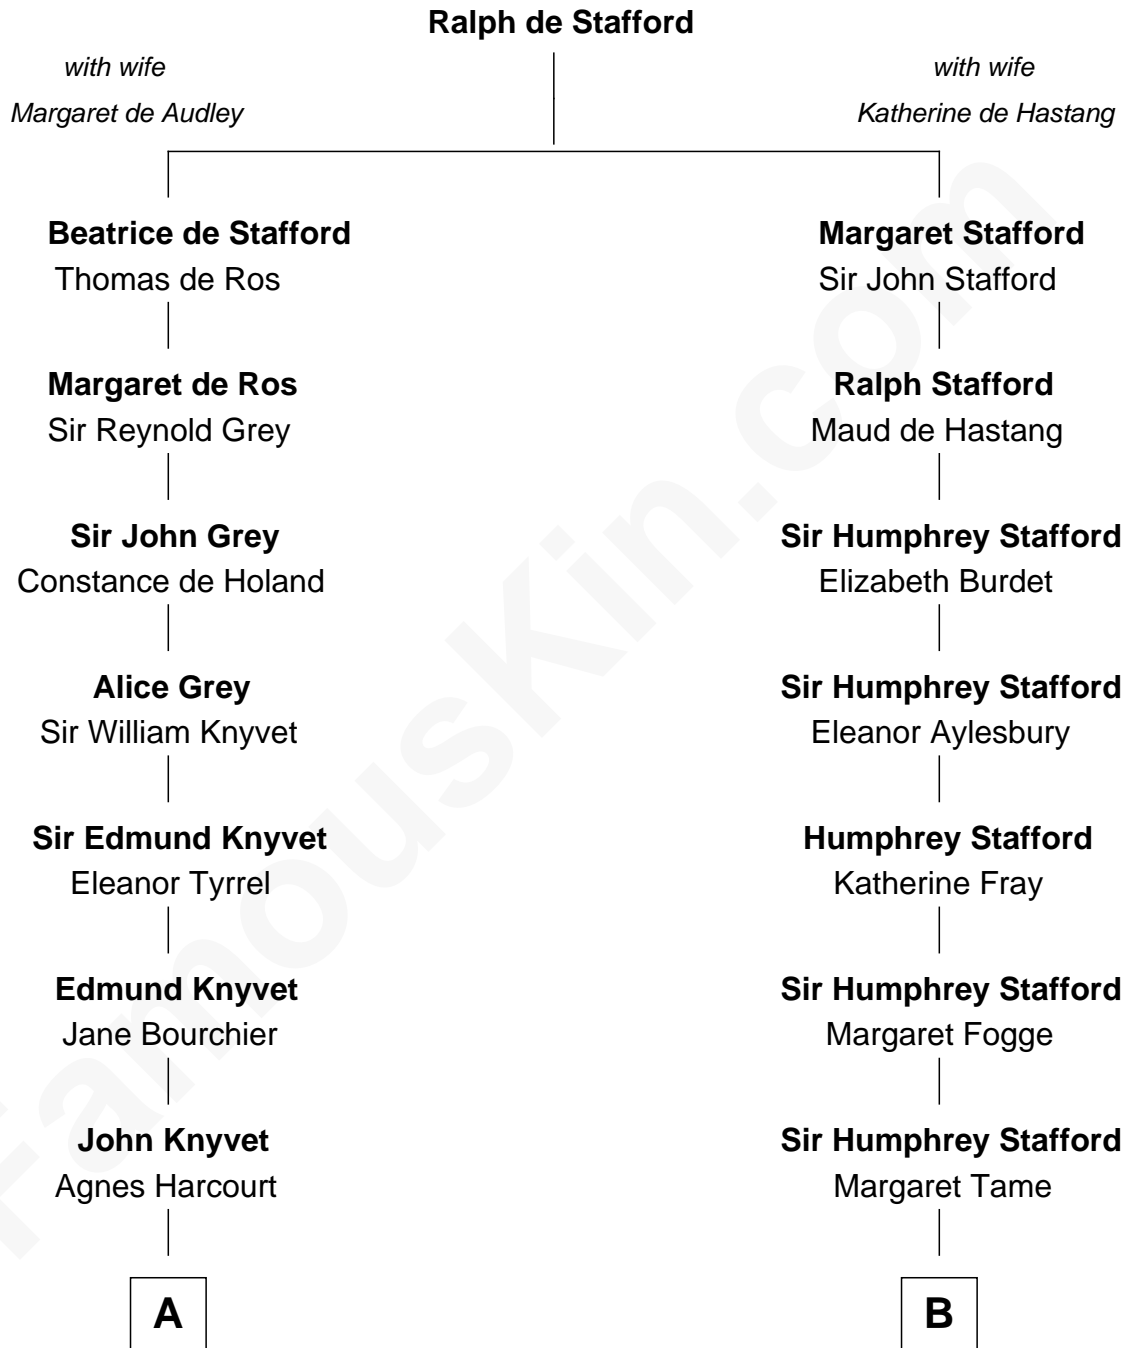 Ralph de Stafford
with wife
Margaret de Audley
with wife
Katherine de Hastang
Beatrice de Stafford
Thomas de Ros
Margaret Stafford
Sir John Stafford
Margaret de Ros
Sir Reynold Grey
Ralph Stafford
Maud de Hastang
Sir John Grey
Constance de Holand
Sir Humphrey Stafford
Elizabeth Burdet
Alice Grey
Sir William Knyvet
Sir Humphrey Stafford
Eleanor Aylesbury
Sir Edmund Knyvet
Eleanor Tyrrel
Humphrey Stafford
Katherine Fray
Edmund Knyvet
Jane Bourchier
Sir Humphrey Stafford
Margaret Fogge
John Knyvet
Agnes Harcourt
Sir Humphrey Stafford
Margaret Tame
A
B
FamousKin.com